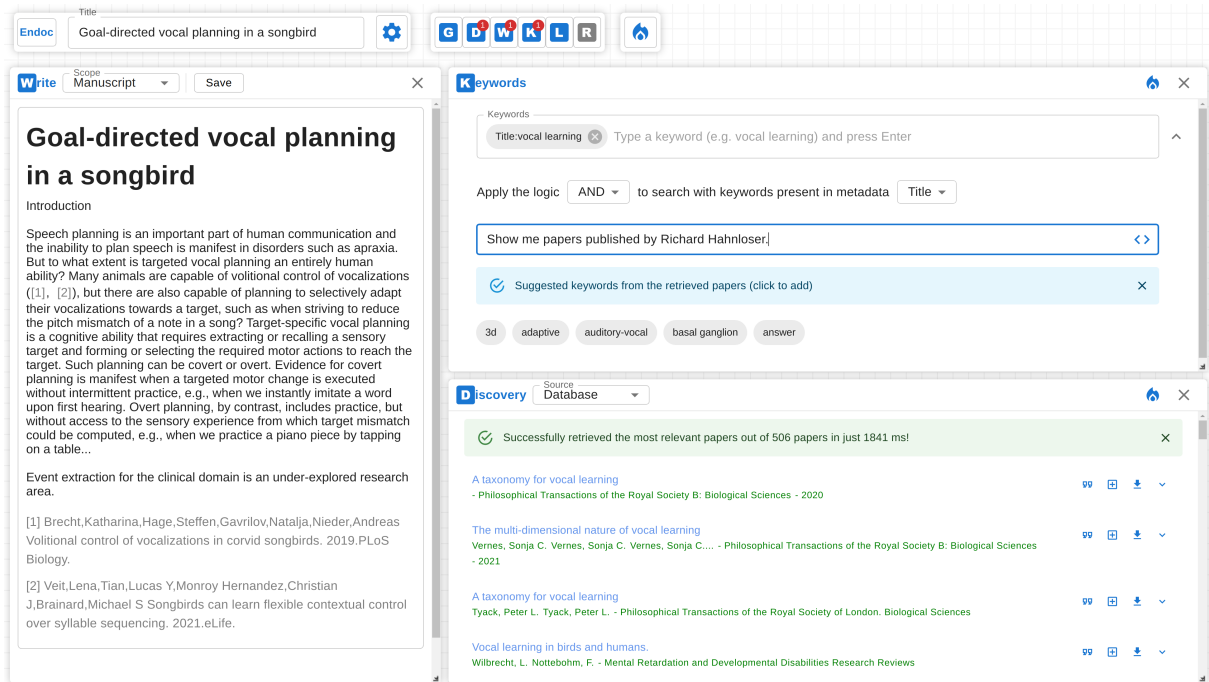 Endoc
Title
Goal-directed vocal planning in a songbird
G D 1 W 1 K 1 L R
Write
Scope
Manuscript
Save
Goal-directed vocal planning
in a songbird
Introduction
Speech planning is an important part of human communication and
the inability to plan speech is manifest in disorders such as apraxia.
But to what extent is targeted vocal planning an entirely human
ability? Many animals are capable of volitional control of vocalizations
([1], [2]), but there are also capable of planning to selectively adapt
their vocalizations towards a target, such as when striving to reduce
the pitch mismatch of a note in a song? Target-specific vocal planning
is a cognitive ability that requires extracting or recalling a sensory
target and forming or selecting the required motor actions to reach the
target. Such planning can be covert or overt. Evidence for covert
planning is manifest when a targeted motor change is executed
without intermittent practice, e.g., when we instantly imitate a word
upon first hearing. Overt planning, by contrast, includes practice, but
without access to the sensory experience from which target mismatch
could be computed, e.g., when we practice a piano piece by tapping
on a table...
Event extraction for the clinical domain is an under-explored research
area.
[1] Brecht,Katharina,Hage,Steffen,Gavrilov,Natalja,Nieder,Andreas
Volitional control of vocalizations in corvid songbirds. 2019.PLoS
Biology.
[2] Veit,Lena,Tian,Lucas Y,Monroy Hernandez,Christian
J,Brainard,Michael S Songbirds can learn flexible contextual control
over syllable sequencing. 2021.eLife.
Keywords
Keywords
Title:vocal learning Type a keyword (e.g. vocal learning) and press Enter
Apply the logic AND to search with keywords present in metadata Title
Show me papers published by Richard Hahnloser.
Suggested keywords from the retrieved papers (click to add)
3d adaptive auditory-vocal basal ganglion answer
Discovery
Source
Database
Successfully retrieved the most relevant papers out of 506 papers in just 1841 ms!
A taxonomy for vocal learning
- Philosophical Transactions of the Royal Society B: Biological Sciences - 2020
The multi-dimensional nature of vocal learning
Vernes, Sonja C. Vernes, Sonja C. Vernes, Sonja C.... - Philosophical Transactions of the Royal Society B: Biological Sciences
- 2021
A taxonomy for vocal learning
Tyack, Peter L. Tyack, Peter L. - Philosophical Transactions of the Royal Society of London. Biological Sciences
Vocal learning in birds and humans.
Wilbrecht, L. Nottebohm, F. - Mental Retardation and Developmental Disabilities Research Reviews